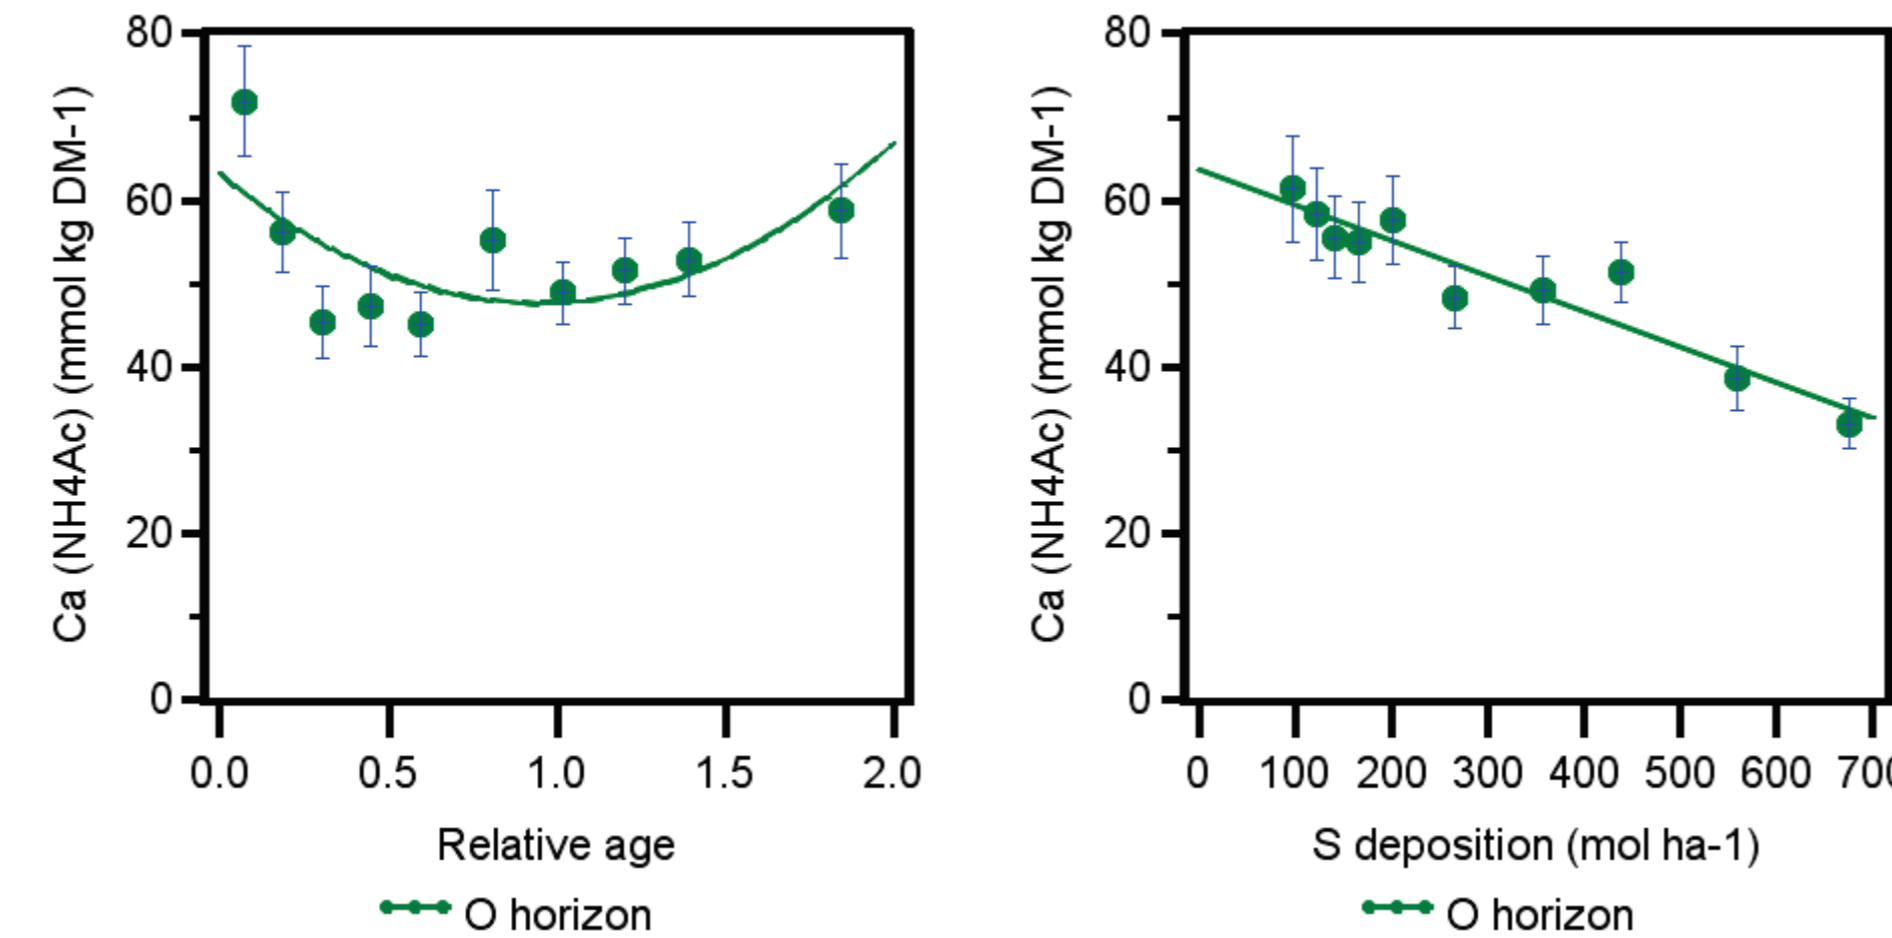 80
60
40
20
0
Ca (NH4Ac) (mmol kg DM-1)
0.0 0.5 1.0 1.5 2.0
Relative age
O horizon
80
60
40
20
0
Ca (NH4Ac) (mmol kg DM-1)
0 100 200 300 400 500 600 700
S deposition (mol ha-1)
O horizon